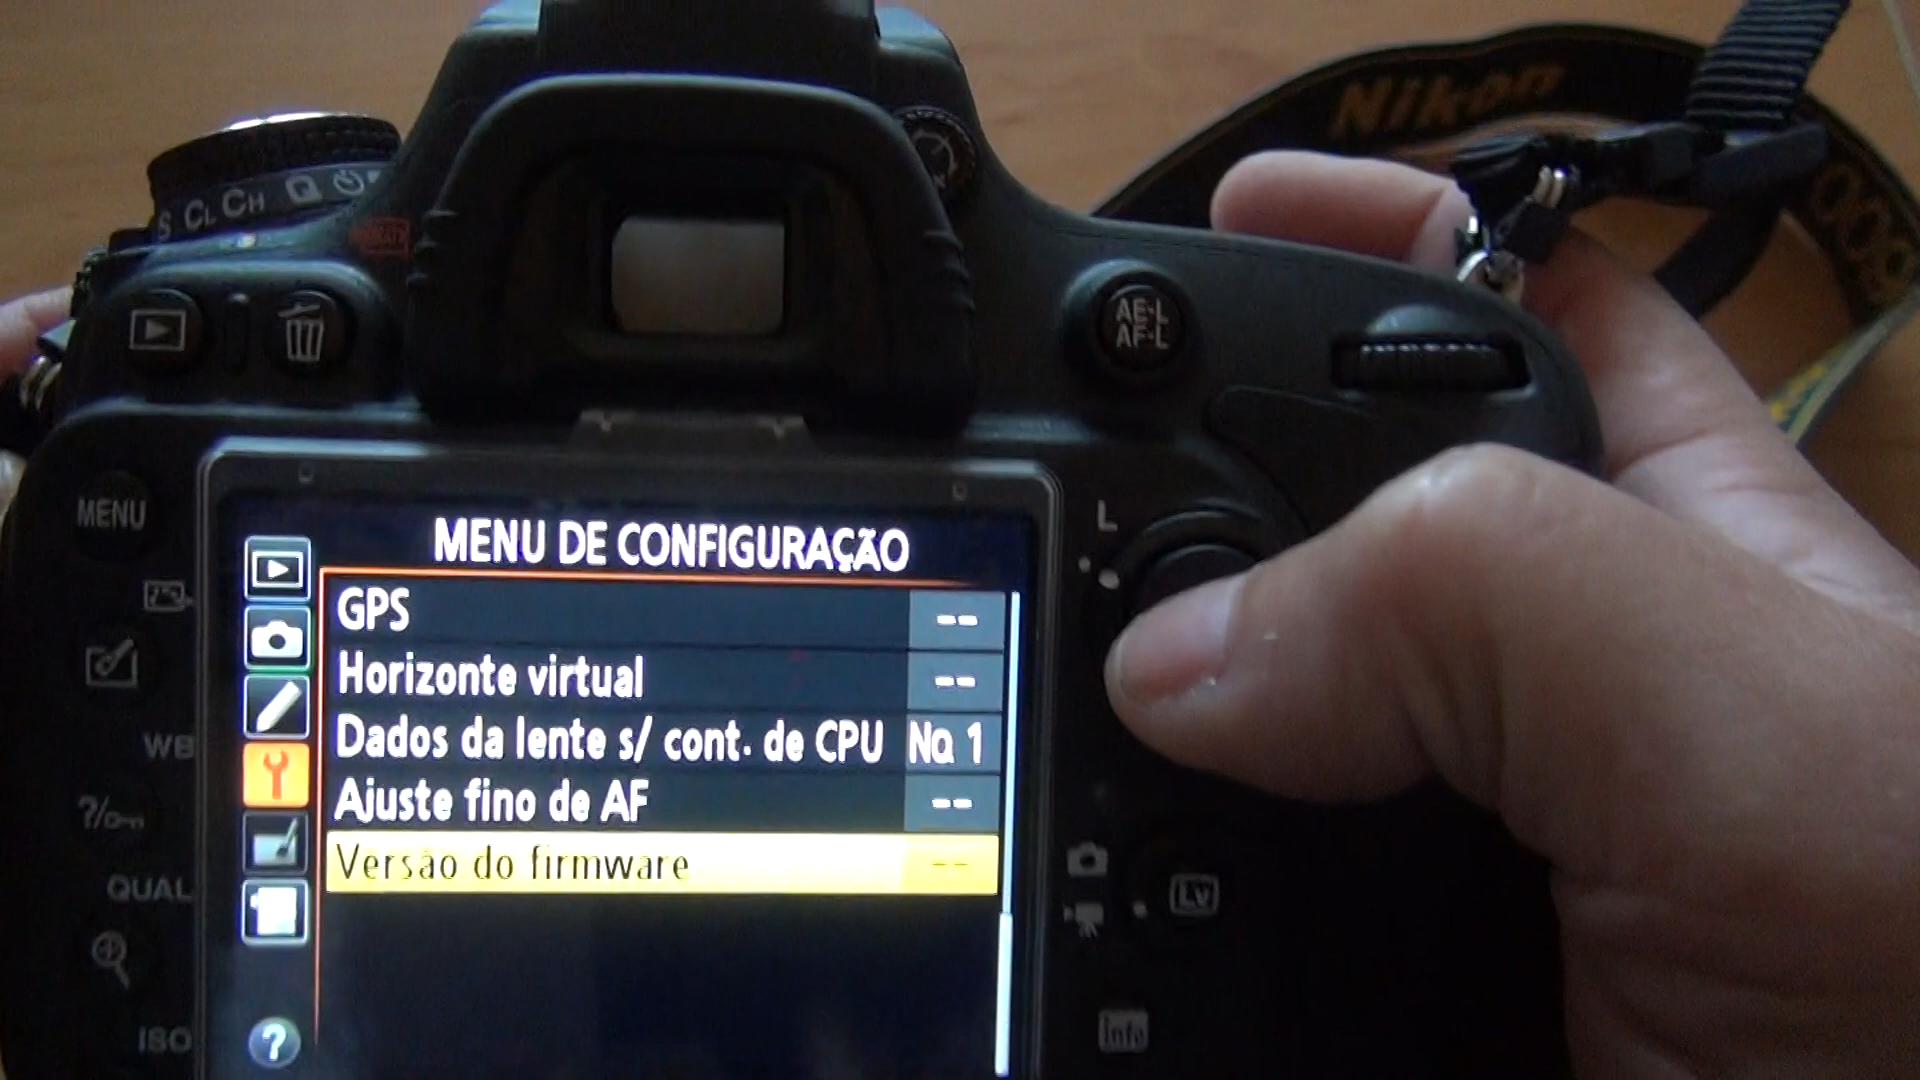 Nikon
S CL CH Q
AE-L
AF-L
MENU
L
MENU DE CONFIGURAÇÃO
GPS --
Horizonte virtual --
Dados da lente s/ cont. de CPU No. 1
Ajuste fino de AF --
Versão do firmware --
WB
?/
QUAL
Lv
ISO
?
info